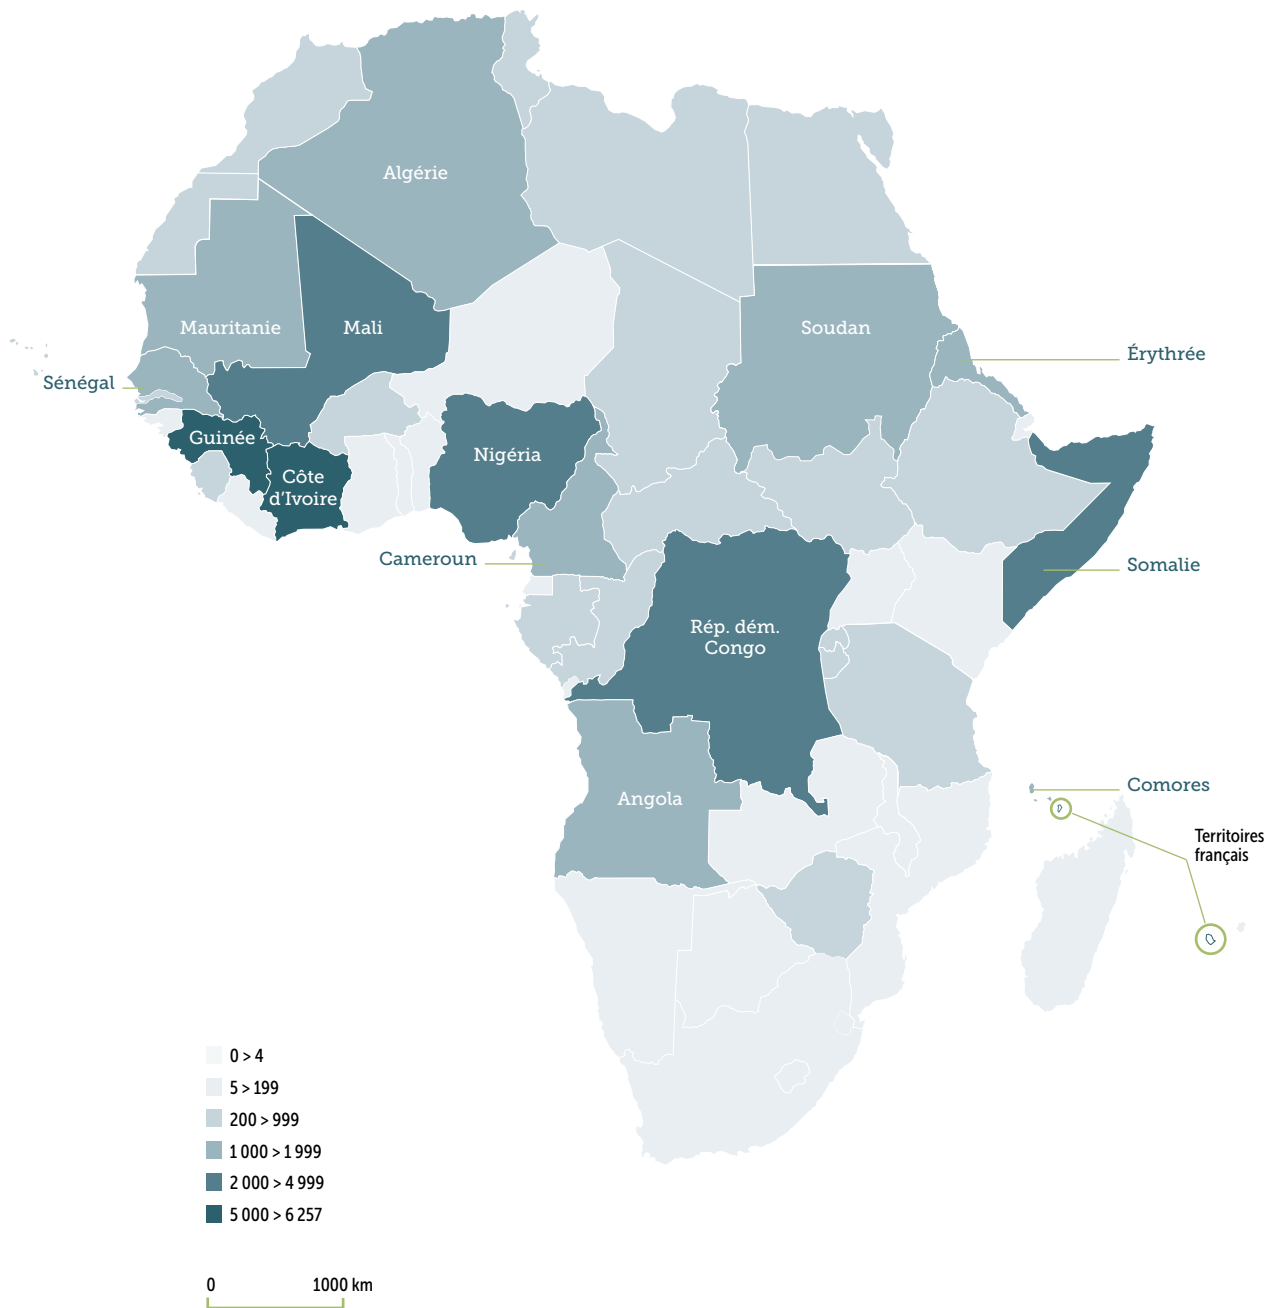 Algérie
Mauritanie
Mali
Soudan
Érythrée
Sénégal
Guinée
Côte
d'Ivoire
Nigéria
Cameroun
Somalie
Rép. dém.
Congo
Angola
Comores
Territoires
français
0 > 4
5 > 199
200 > 999
1 000 > 1 999
2 000 > 4 999
5 000 > 6 257
0 1000 km